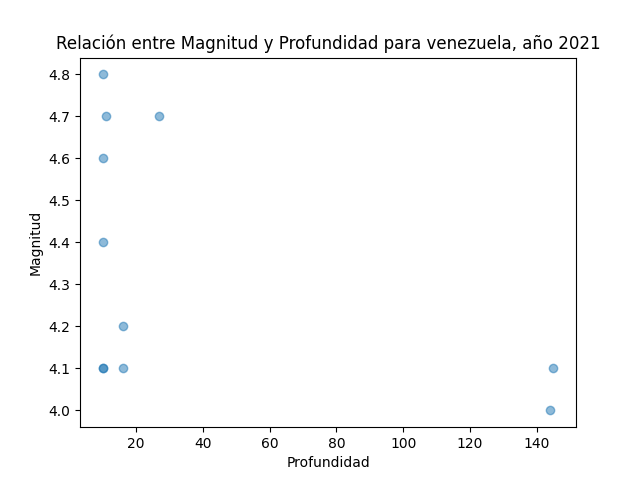 Relación entre Magnitud y Profundidad para venezuela, año 2021
4.8
4.7
4.6
4.5
4.4
4.3
4.2
4.1
4.0
Magnitud
20 40 60 80 100 120 140
Profundidad